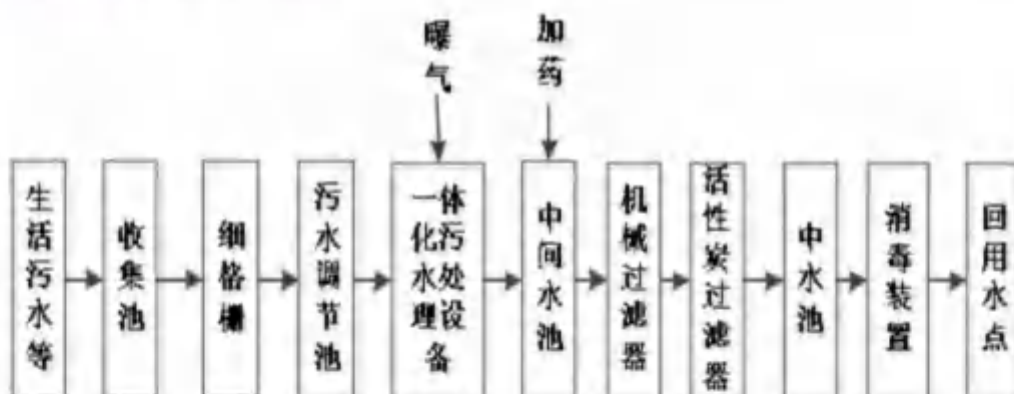 曝气
加药
生活污水等
收集池
细格栅
污水调节池
一体化污水处理设备
中间水池
机械过滤器
活性炭过滤器
中水池
消毒装置
回用水点